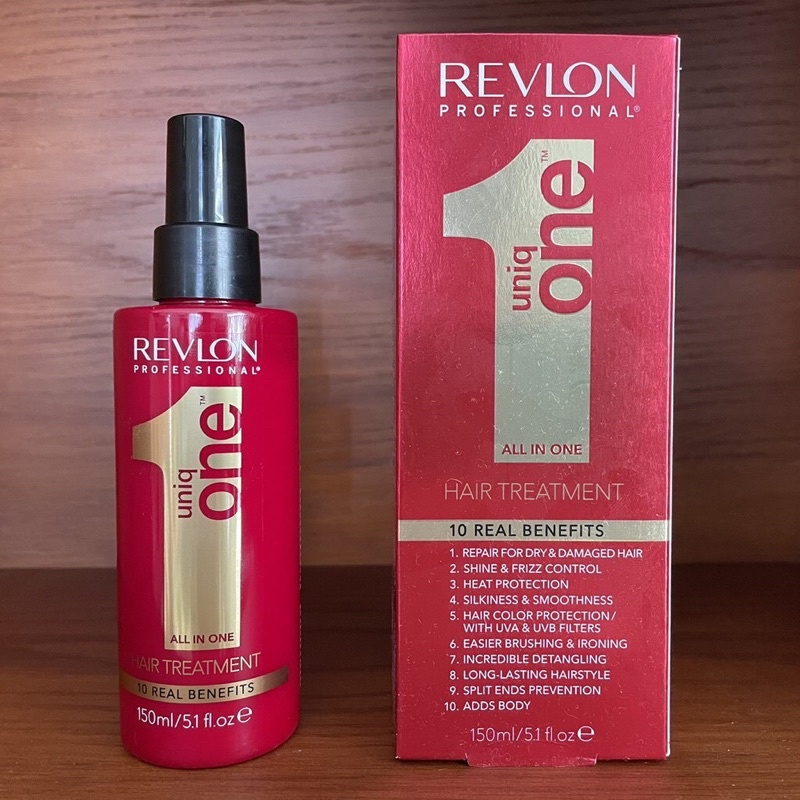 REVLON
PROFESSIONAL®
uniq
one™
ALL IN ONE
HAIR TREATMENT
10 REAL BENEFITS
150ml/5.1 fl.oz℮
REVLON
PROFESSIONAL®
uniq
one™
ALL IN ONE
HAIR TREATMENT
10 REAL BENEFITS
1. REPAIR FOR DRY & DAMAGED HAIR
2. SHINE & FRIZZ CONTROL
3. HEAT PROTECTION
4. SILKINESS & SMOOTHNESS
5. HAIR COLOR PROTECTION/
WITH UVA & UVB FILTERS
6. EASIER BRUSHING & IRONING
7. INCREDIBLE DETANGLING
8. LONG-LASTING HAIRSTYLE
9. SPLIT ENDS PREVENTION
10. ADDS BODY
150ml/5.1 fl.oz℮